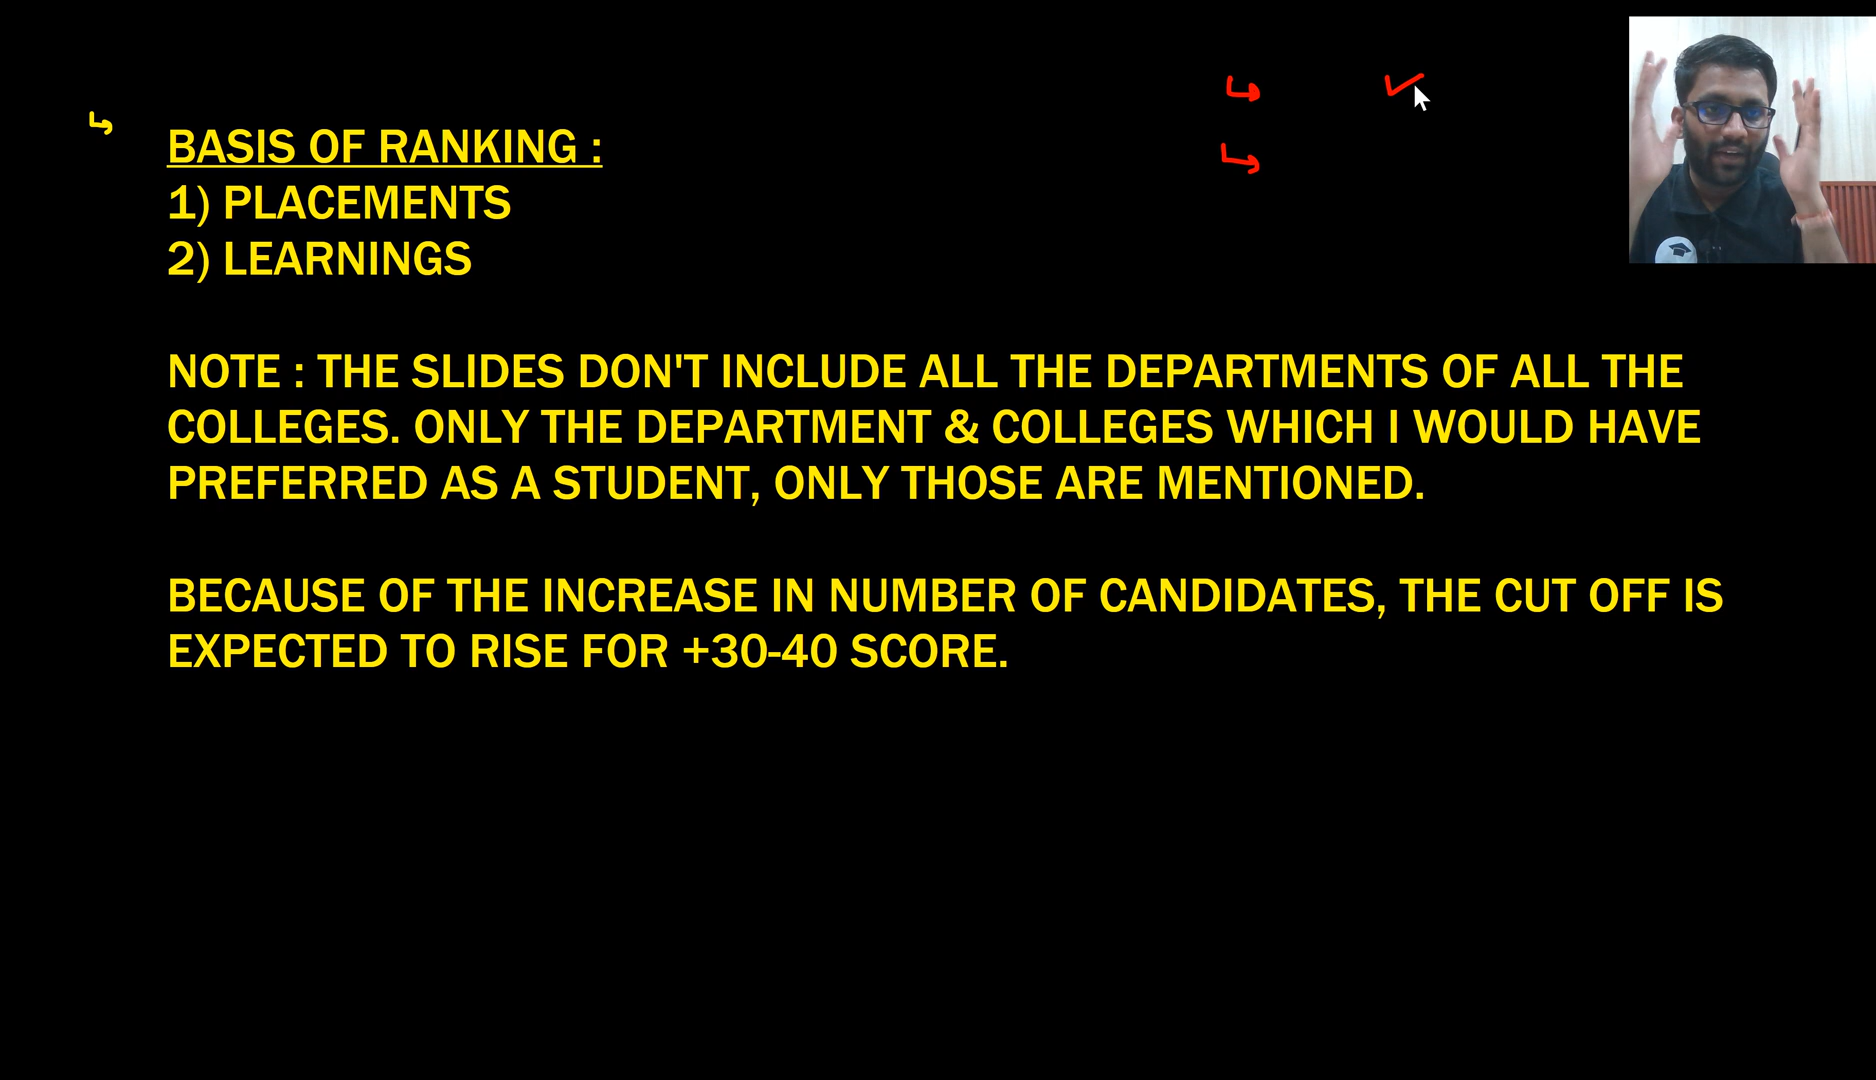 BASIS OF RANKING :
1) PLACEMENTS
2) LEARNINGS
NOTE : THE SLIDES DON'T INCLUDE ALL THE DEPARTMENTS OF ALL THE
COLLEGES. ONLY THE DEPARTMENT & COLLEGES WHICH I WOULD HAVE
PREFERRED AS A STUDENT, ONLY THOSE ARE MENTIONED.
BECAUSE OF THE INCREASE IN NUMBER OF CANDIDATES, THE CUT OFF IS
EXPECTED TO RISE FOR +30-40 SCORE.